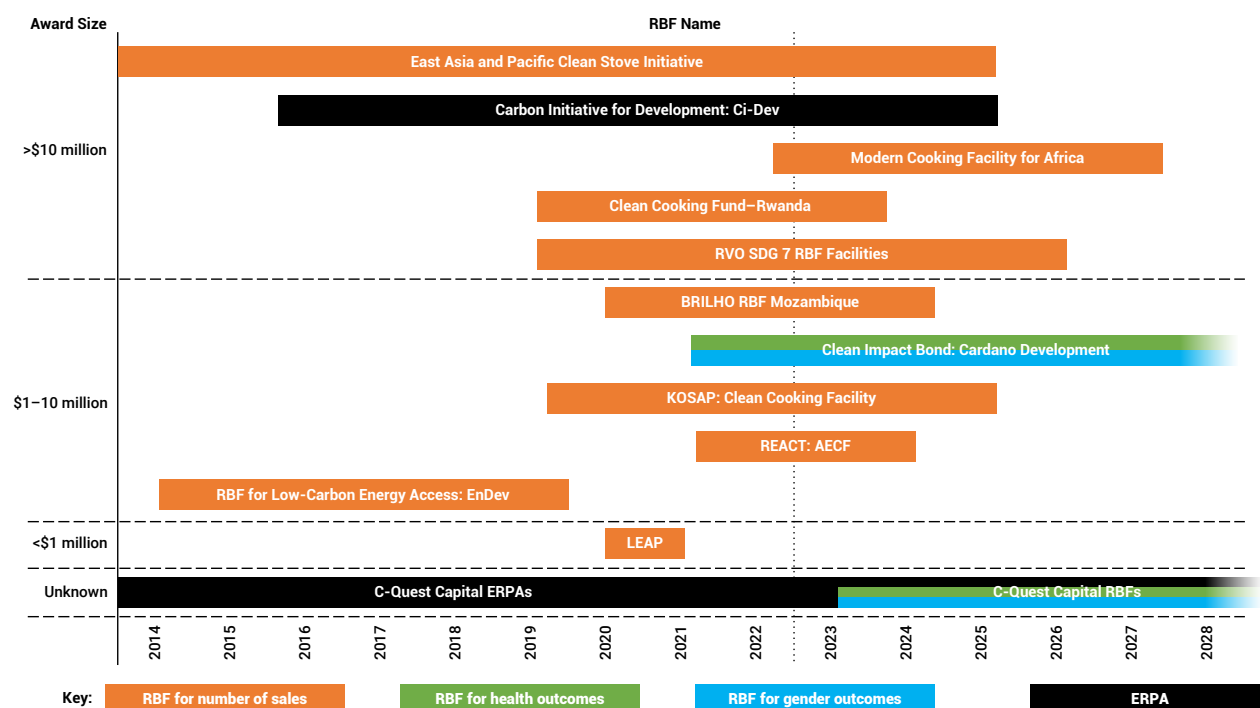 Award Size
RBF Name
East Asia and Pacific Clean Stove Initiative
Carbon Initiative for Development: Ci-Dev
>$10 million
Modern Cooking Facility for Africa
Clean Cooking Fund–Rwanda
RVO SDG 7 RBF Facilities
BRILHO RBF Mozambique
Clean Impact Bond: Cardano Development
$1–10 million
KOSAP: Clean Cooking Facility
REACT: AECF
RBF for Low-Carbon Energy Access: EnDev
<$1 million
LEAP
Unknown
C-Quest Capital ERPAs
C-Quest Capital RBFs
2014
2015
2016
2017
2018
2019
2020
2021
2022
2023
2024
2025
2026
2027
2028
Key:
RBF for number of sales
RBF for health outcomes
RBF for gender outcomes
ERPA